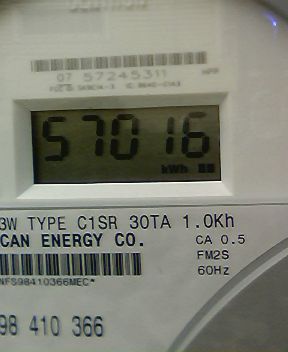 07 57245311
57016
kWh
3W TYPE C1SR 30TA 1.0Kh
CAN ENERGY CO. CA 0.5
FM2S
60Hz
NFS98410366MEC*
98 410 366